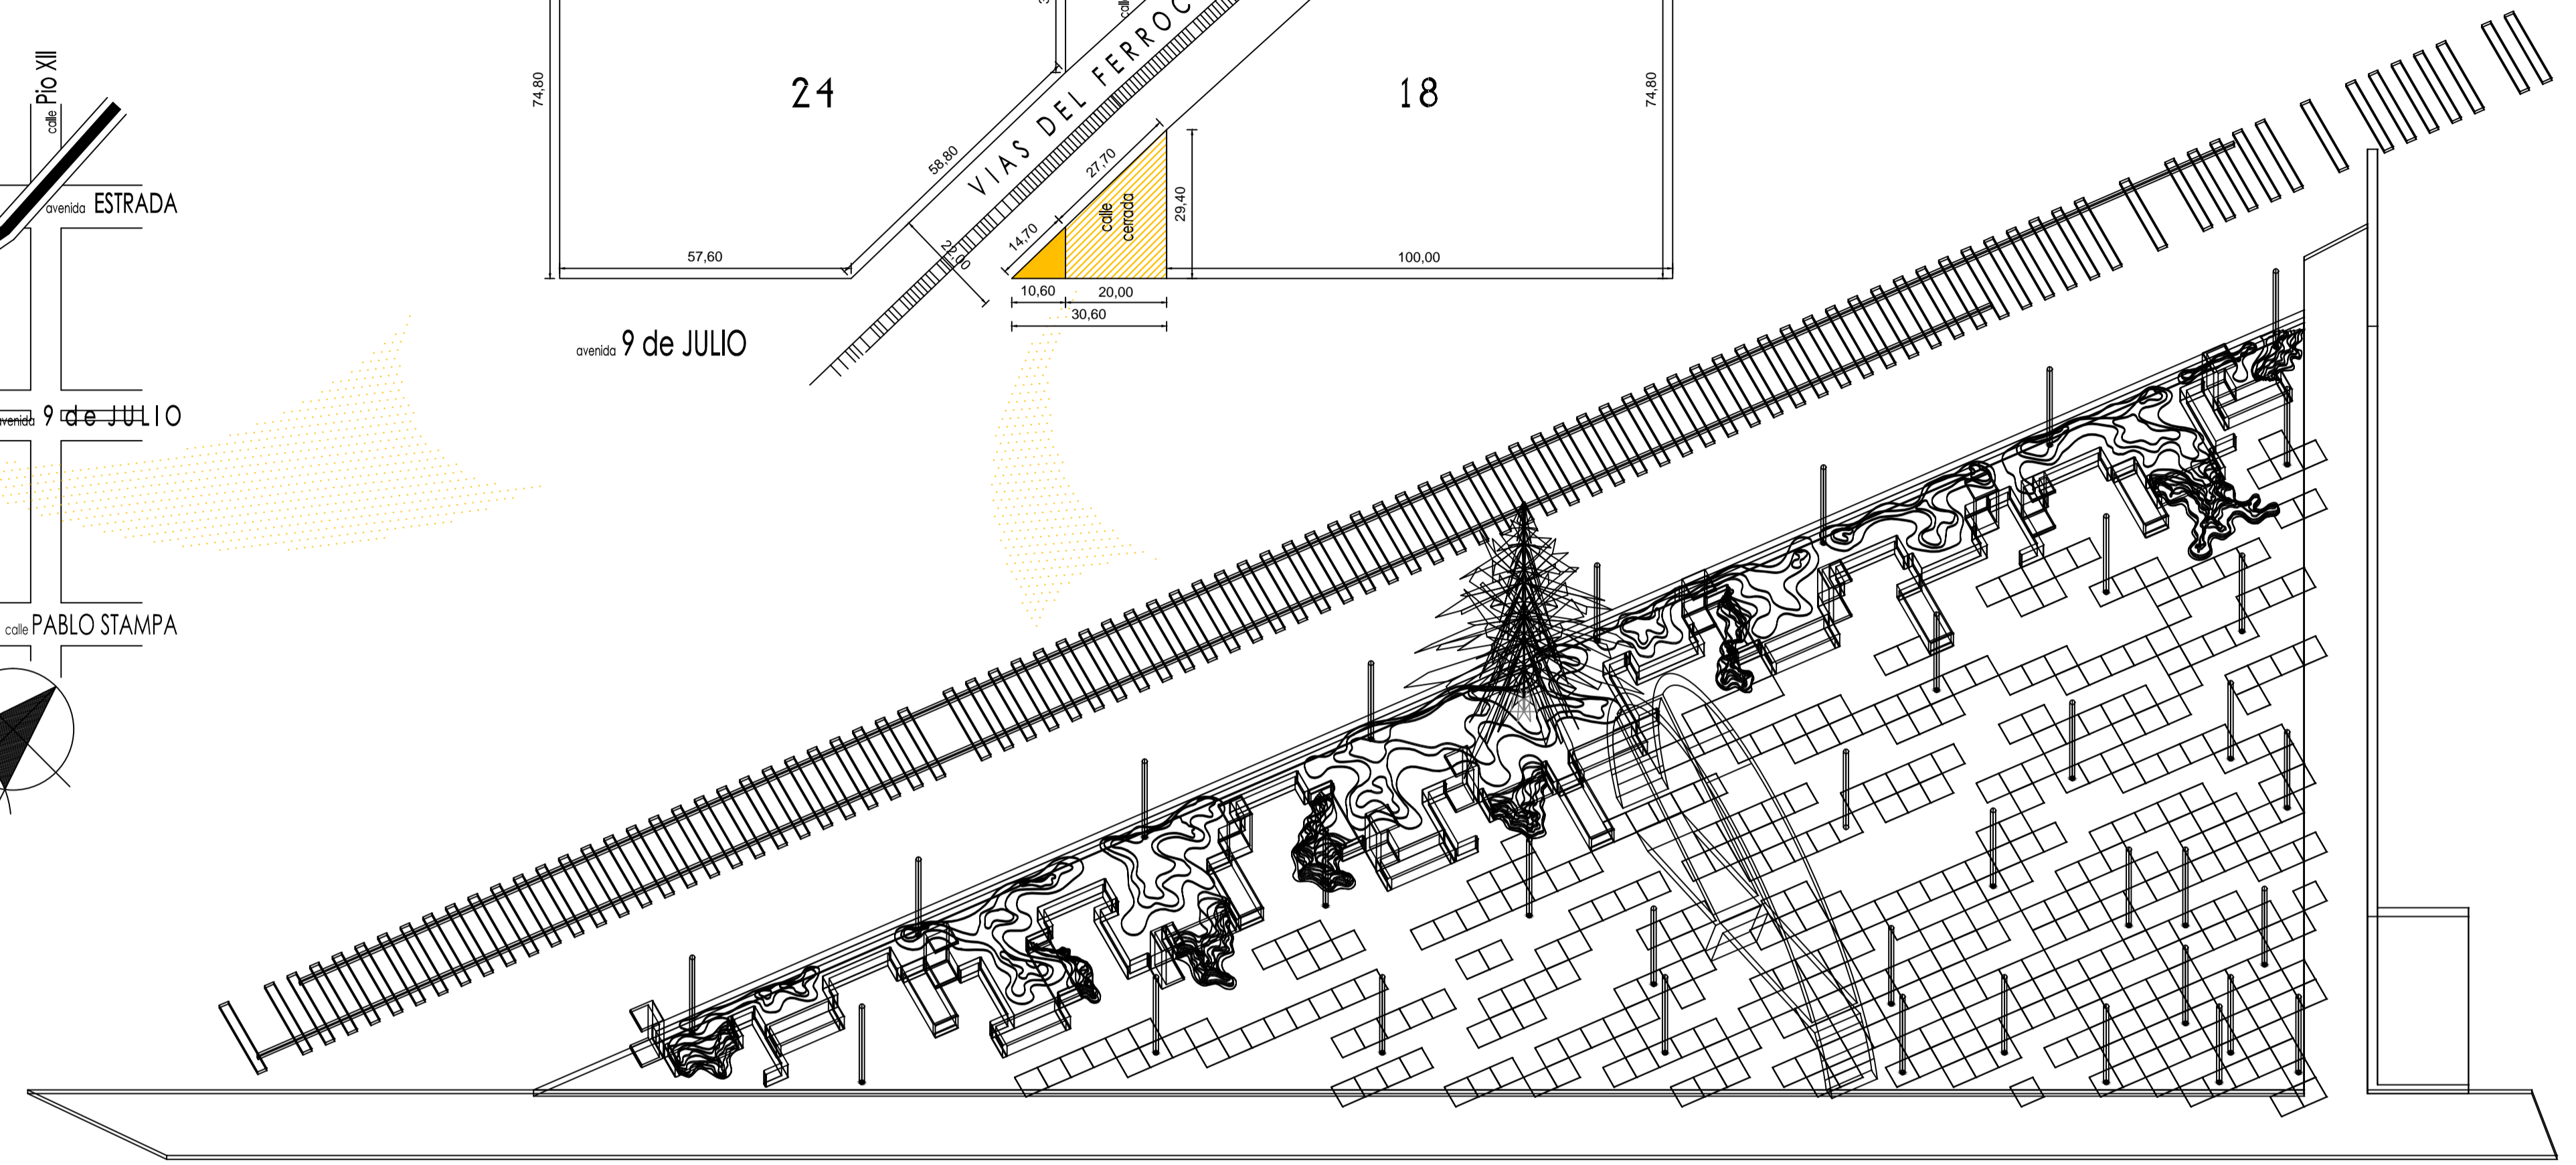 calle Pio XII
avenida ESTRADA
avenida 9 de JULIO
calle PABLO STAMPA
74,80
24
58,80
57,60
VIAS DEL FERROC
22,00
27,70
14,70
calle
cerada
29,40
10,60
20,00
30,60
18
74,80
100,00
avenida 9 de JULIO